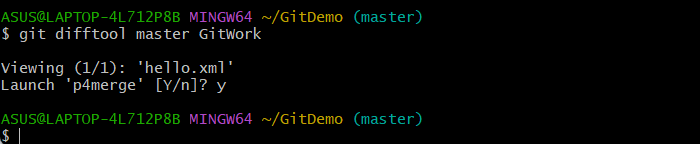 ASUS@LAPTOP-4L712P8B MINGW64 ~/GitDemo (master)
$ git difftool master GitWork
Viewing (1/1): 'hello.xml'
Launch 'p4merge' [Y/n]? y
ASUS@LAPTOP-4L712P8B MINGW64 ~/GitDemo (master)
$